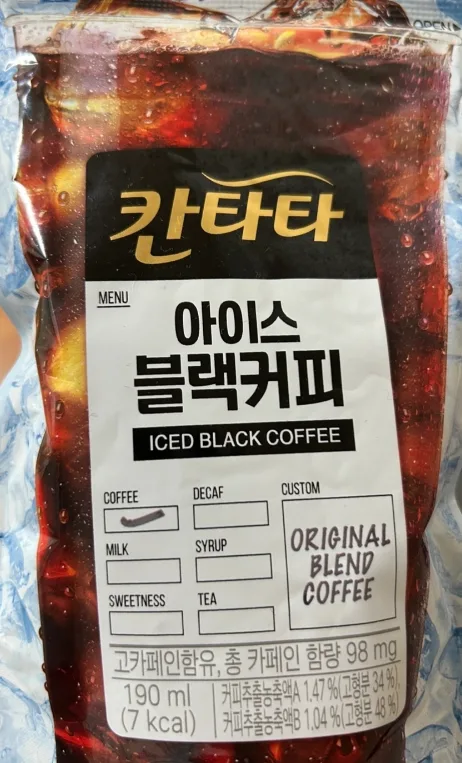 OPEN
칸타타
MENU
아이스
블랙커피
ICED BLACK COFFEE
COFFEE
DECAF
CUSTOM
MILK
SYRUP
SWEETNESS
TEA
ORIGINAL
BLEND
COFFEE
고카페인함유, 총 카페인 함량 98 mg
190 ml
(7 kcal)
커피추출농축액A 1.47 %(고형분 34 %),
커피추출농축액B 1.04 %(고형분 48 %)